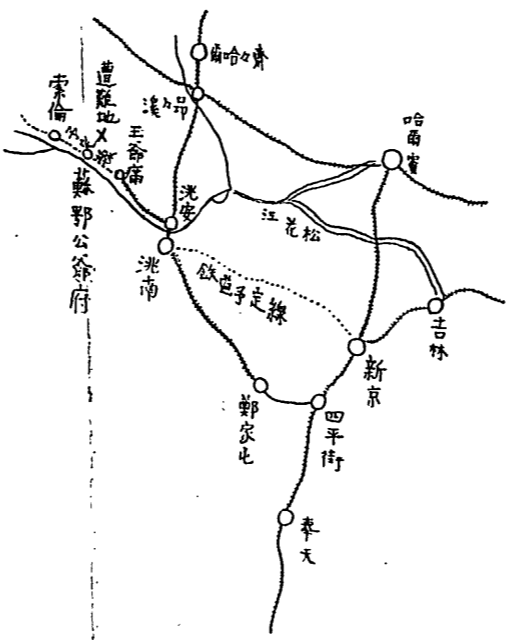 爾哈々齊
溪々昂
哈爾賓
索倫
遭難地
王爺廟
蘇鄂公爺府
洮安
洮南
江花松
鉄道予定線
吉林
新京
鄭家屯
四平街
奉天